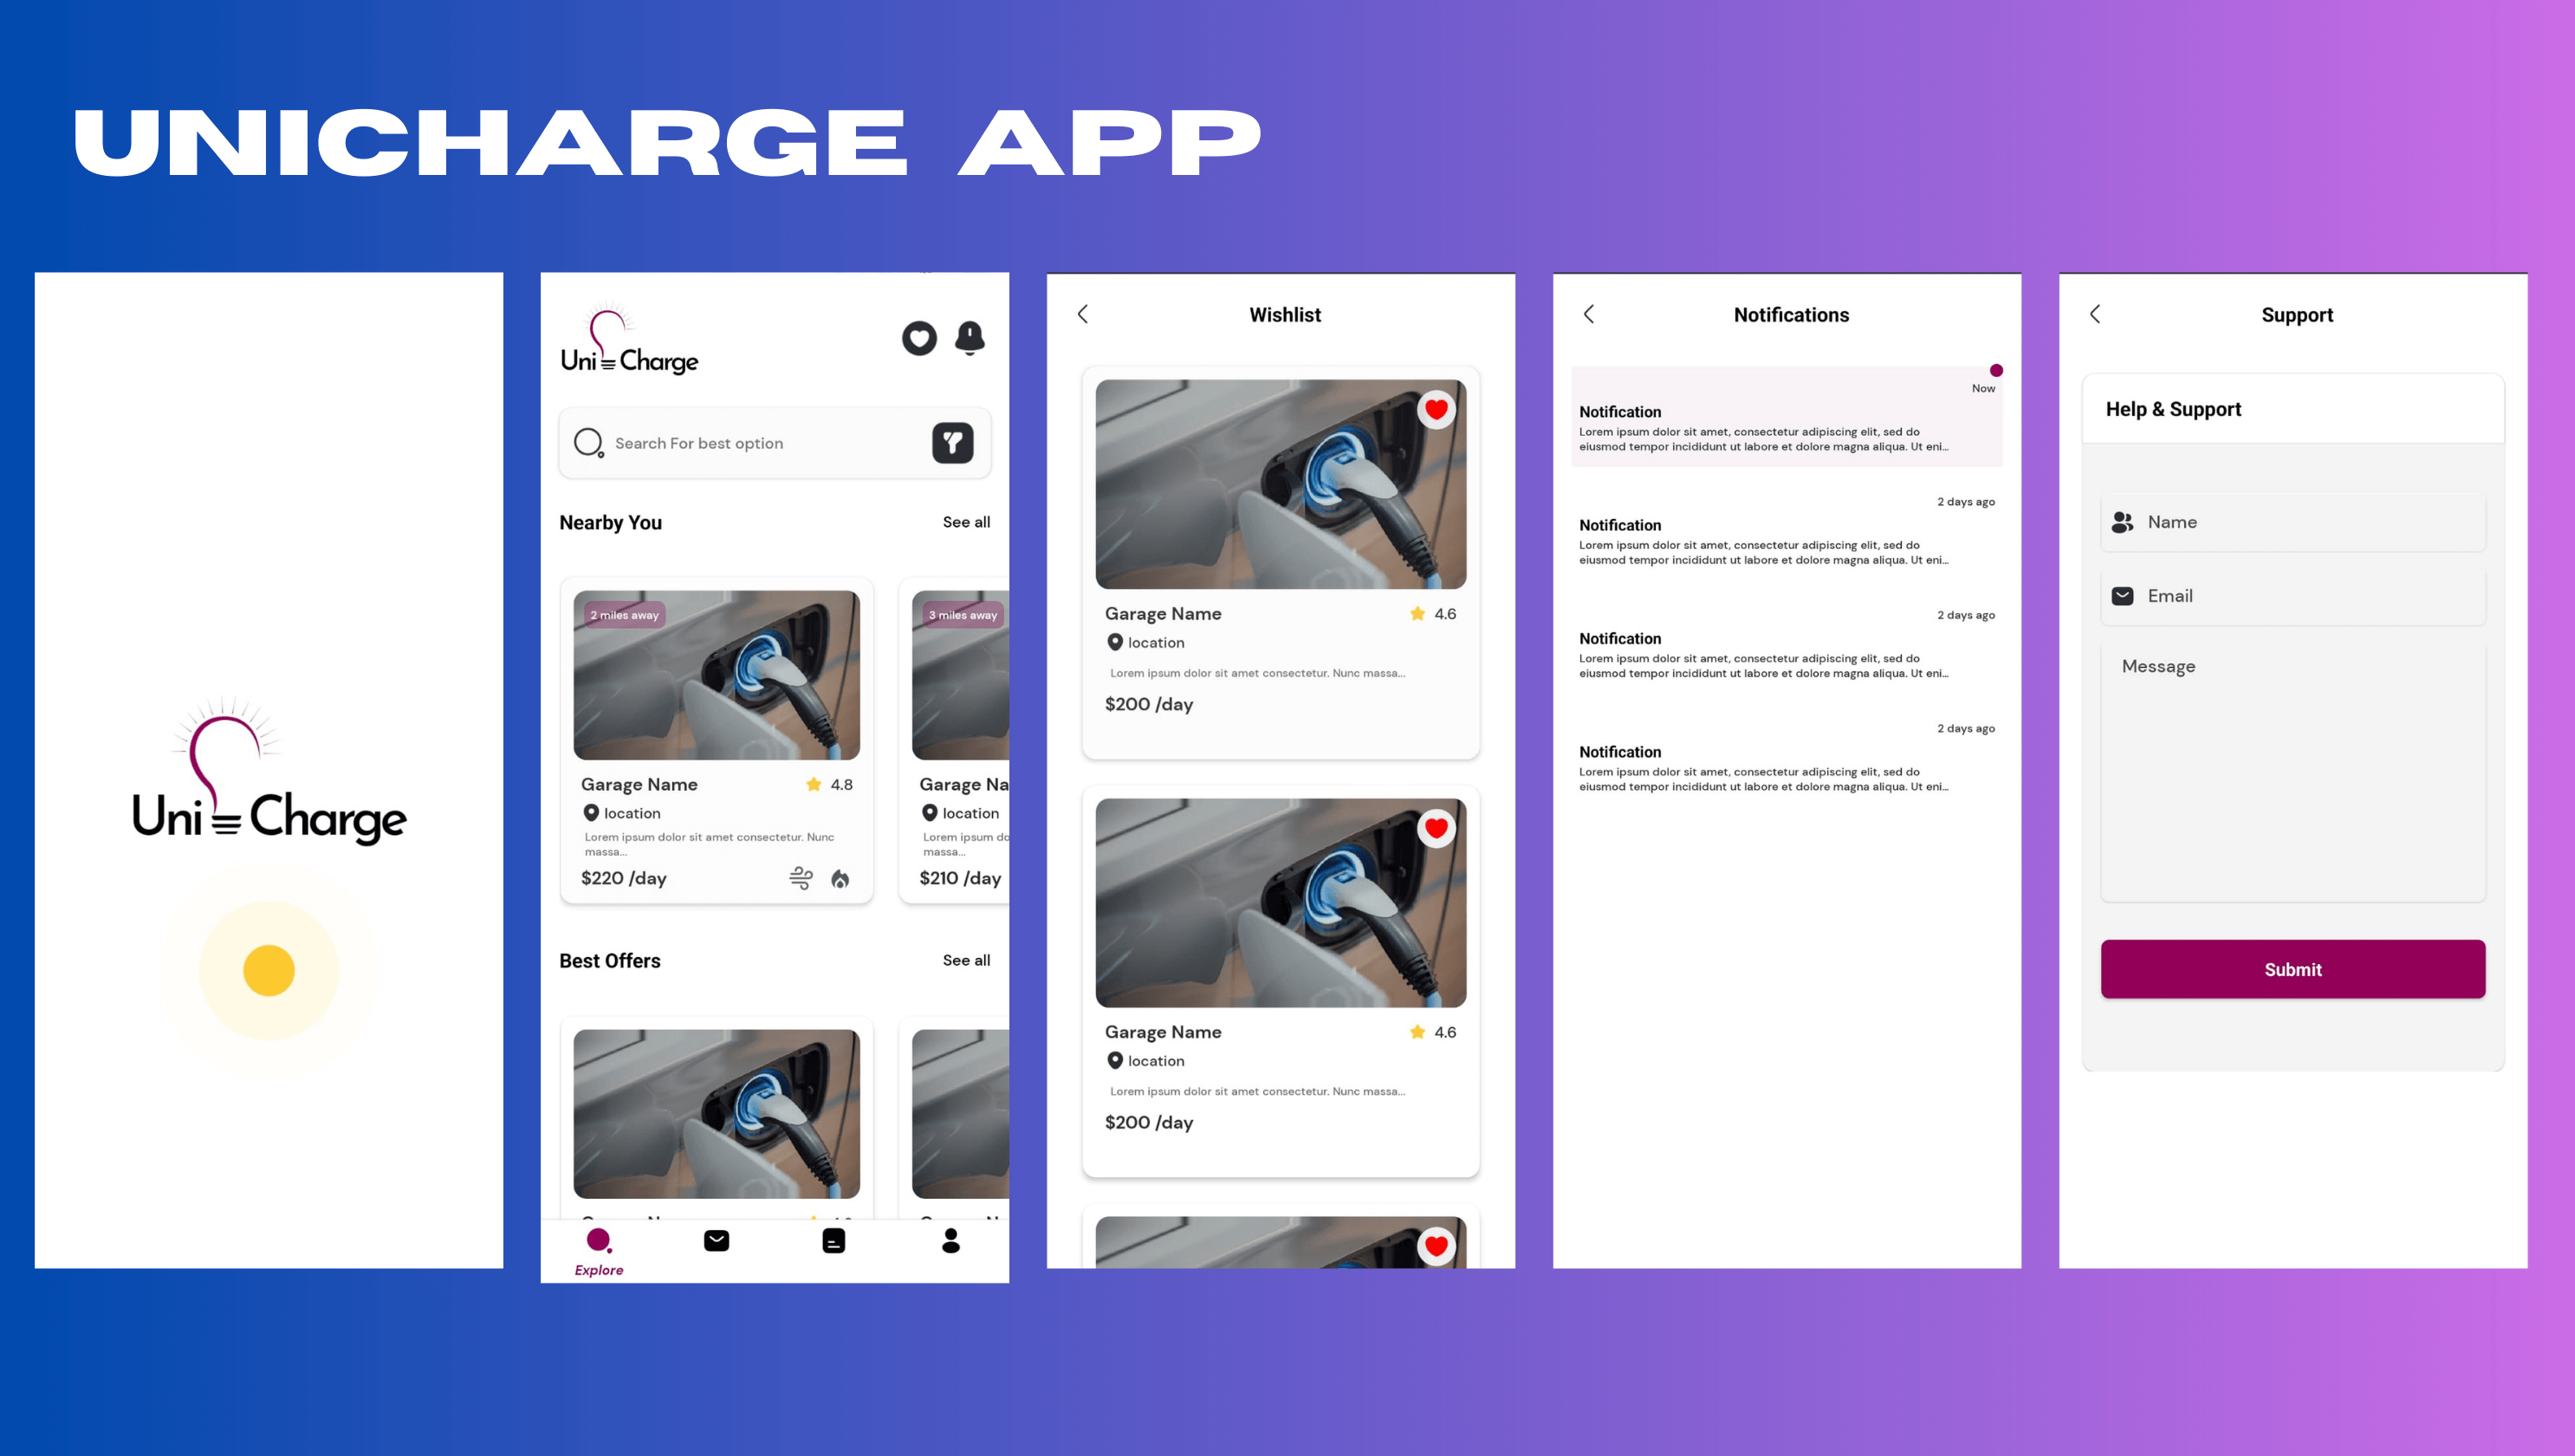 UNICHARGE APP
Uni Charge
Uni Charge
Search For best option
Nearby You
See all
2 miles away
3 miles away
Garage Name
4.8
location
Lorem ipsum dolor sit amet consectetur. Nunc
massa...
$220 /day
Garage Na
location
Lorem ipsum do
massa...
$210 /day
Best Offers
See all
Explore
Wishlist
Garage Name
4.6
location
Lorem ipsum dolor sit amet consectetur. Nunc massa...
$200 /day
Garage Name
4.6
location
Lorem ipsum dolor sit amet consectetur. Nunc massa...
$200 /day
Notifications
Now
Notification
Lorem ipsum dolor sit amet, consectetur adipiscing elit, sed do
eiusmod tempor incididunt ut labore et dolore magna aliqua. Ut eni...
2 days ago
Notification
Lorem ipsum dolor sit amet, consectetur adipiscing elit, sed do
eiusmod tempor incididunt ut labore et dolore magna aliqua. Ut eni...
2 days ago
Notification
Lorem ipsum dolor sit amet, consectetur adipiscing elit, sed do
eiusmod tempor incididunt ut labore et dolore magna aliqua. Ut eni...
2 days ago
Notification
Lorem ipsum dolor sit amet, consectetur adipiscing elit, sed do
eiusmod tempor incididunt ut labore et dolore magna aliqua. Ut eni...
Support
Help & Support
Name
Email
Message
Submit